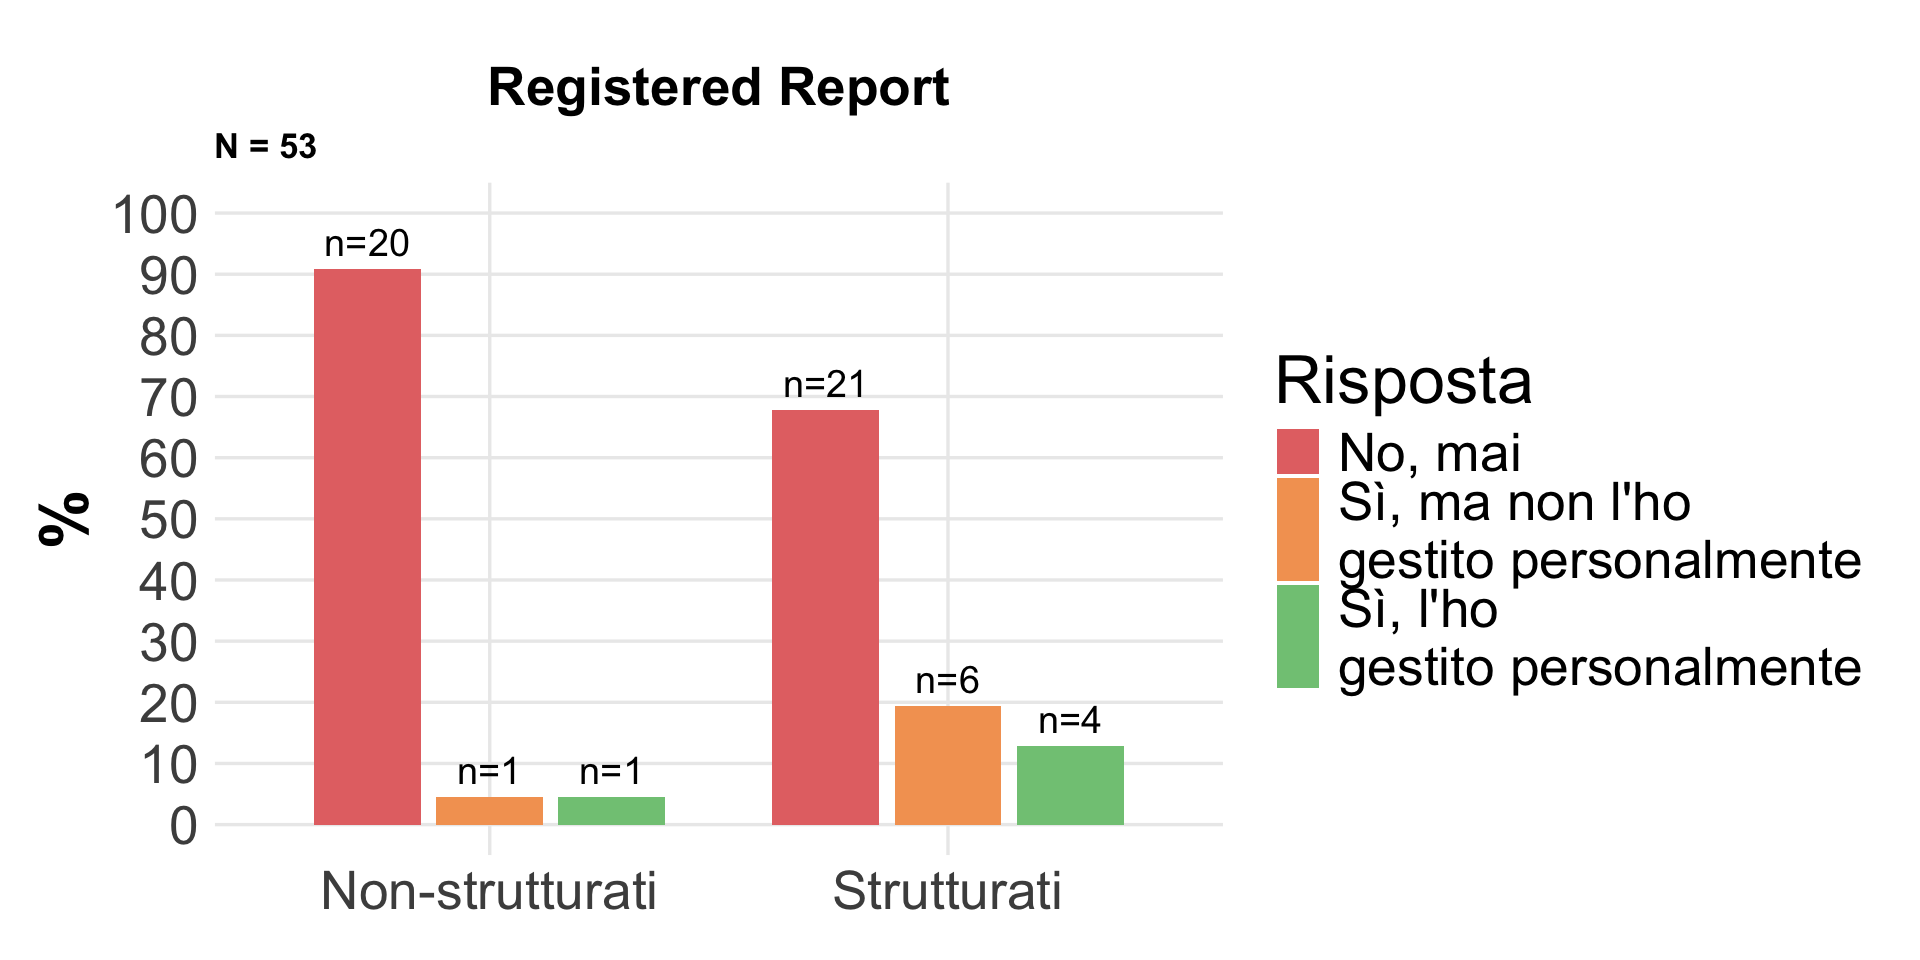 Registered Report
N = 53
%
100
90
80
70
60
50
40
30
20
10
0
n=20
n=1
n=1
n=21
n=6
n=4
Non-strutturati
Strutturati
Risposta
No, mai
Sì, ma non l'ho
gestito personalmente
Sì, l'ho
gestito personalmente